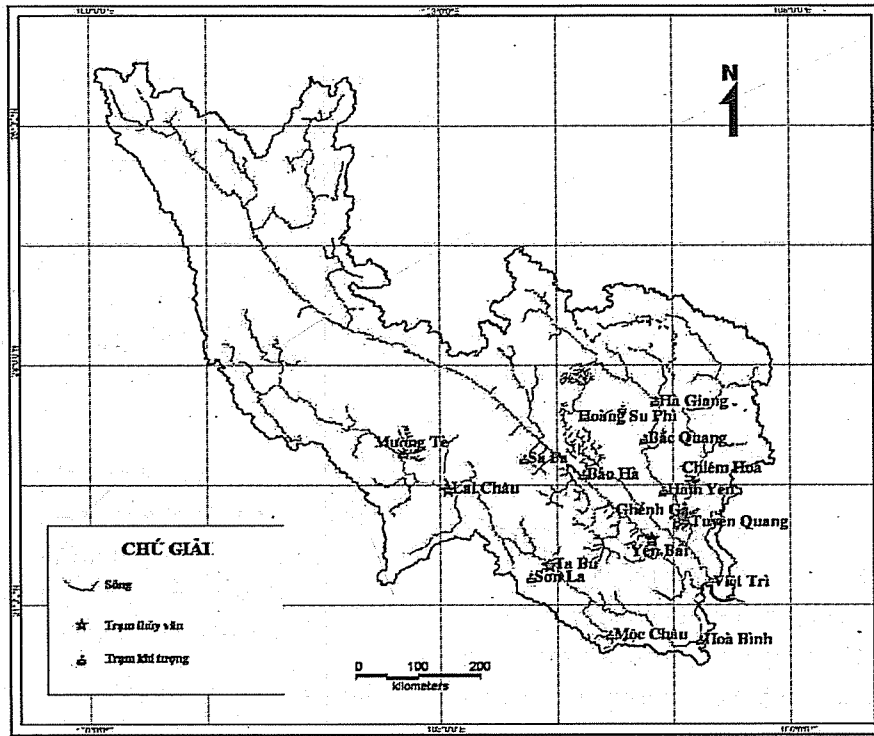 N
Hà Giang
Hoàng Su Phì
Bắc Quang
Mường Tè
Sa Pa
Chiêm Hoá
Bảo Hà
Lai Châu
Hàm Yên
Ghềnh Gà
Tuyên Quang
CHÚ GIẢI
Yên Bái
Tạ Bú
Sơn La
Việt Trì
Sông
Trạm thủy văn
Mộc Châu
Hoà Bình
Trạm khí tượng
0 100 200
kilometers